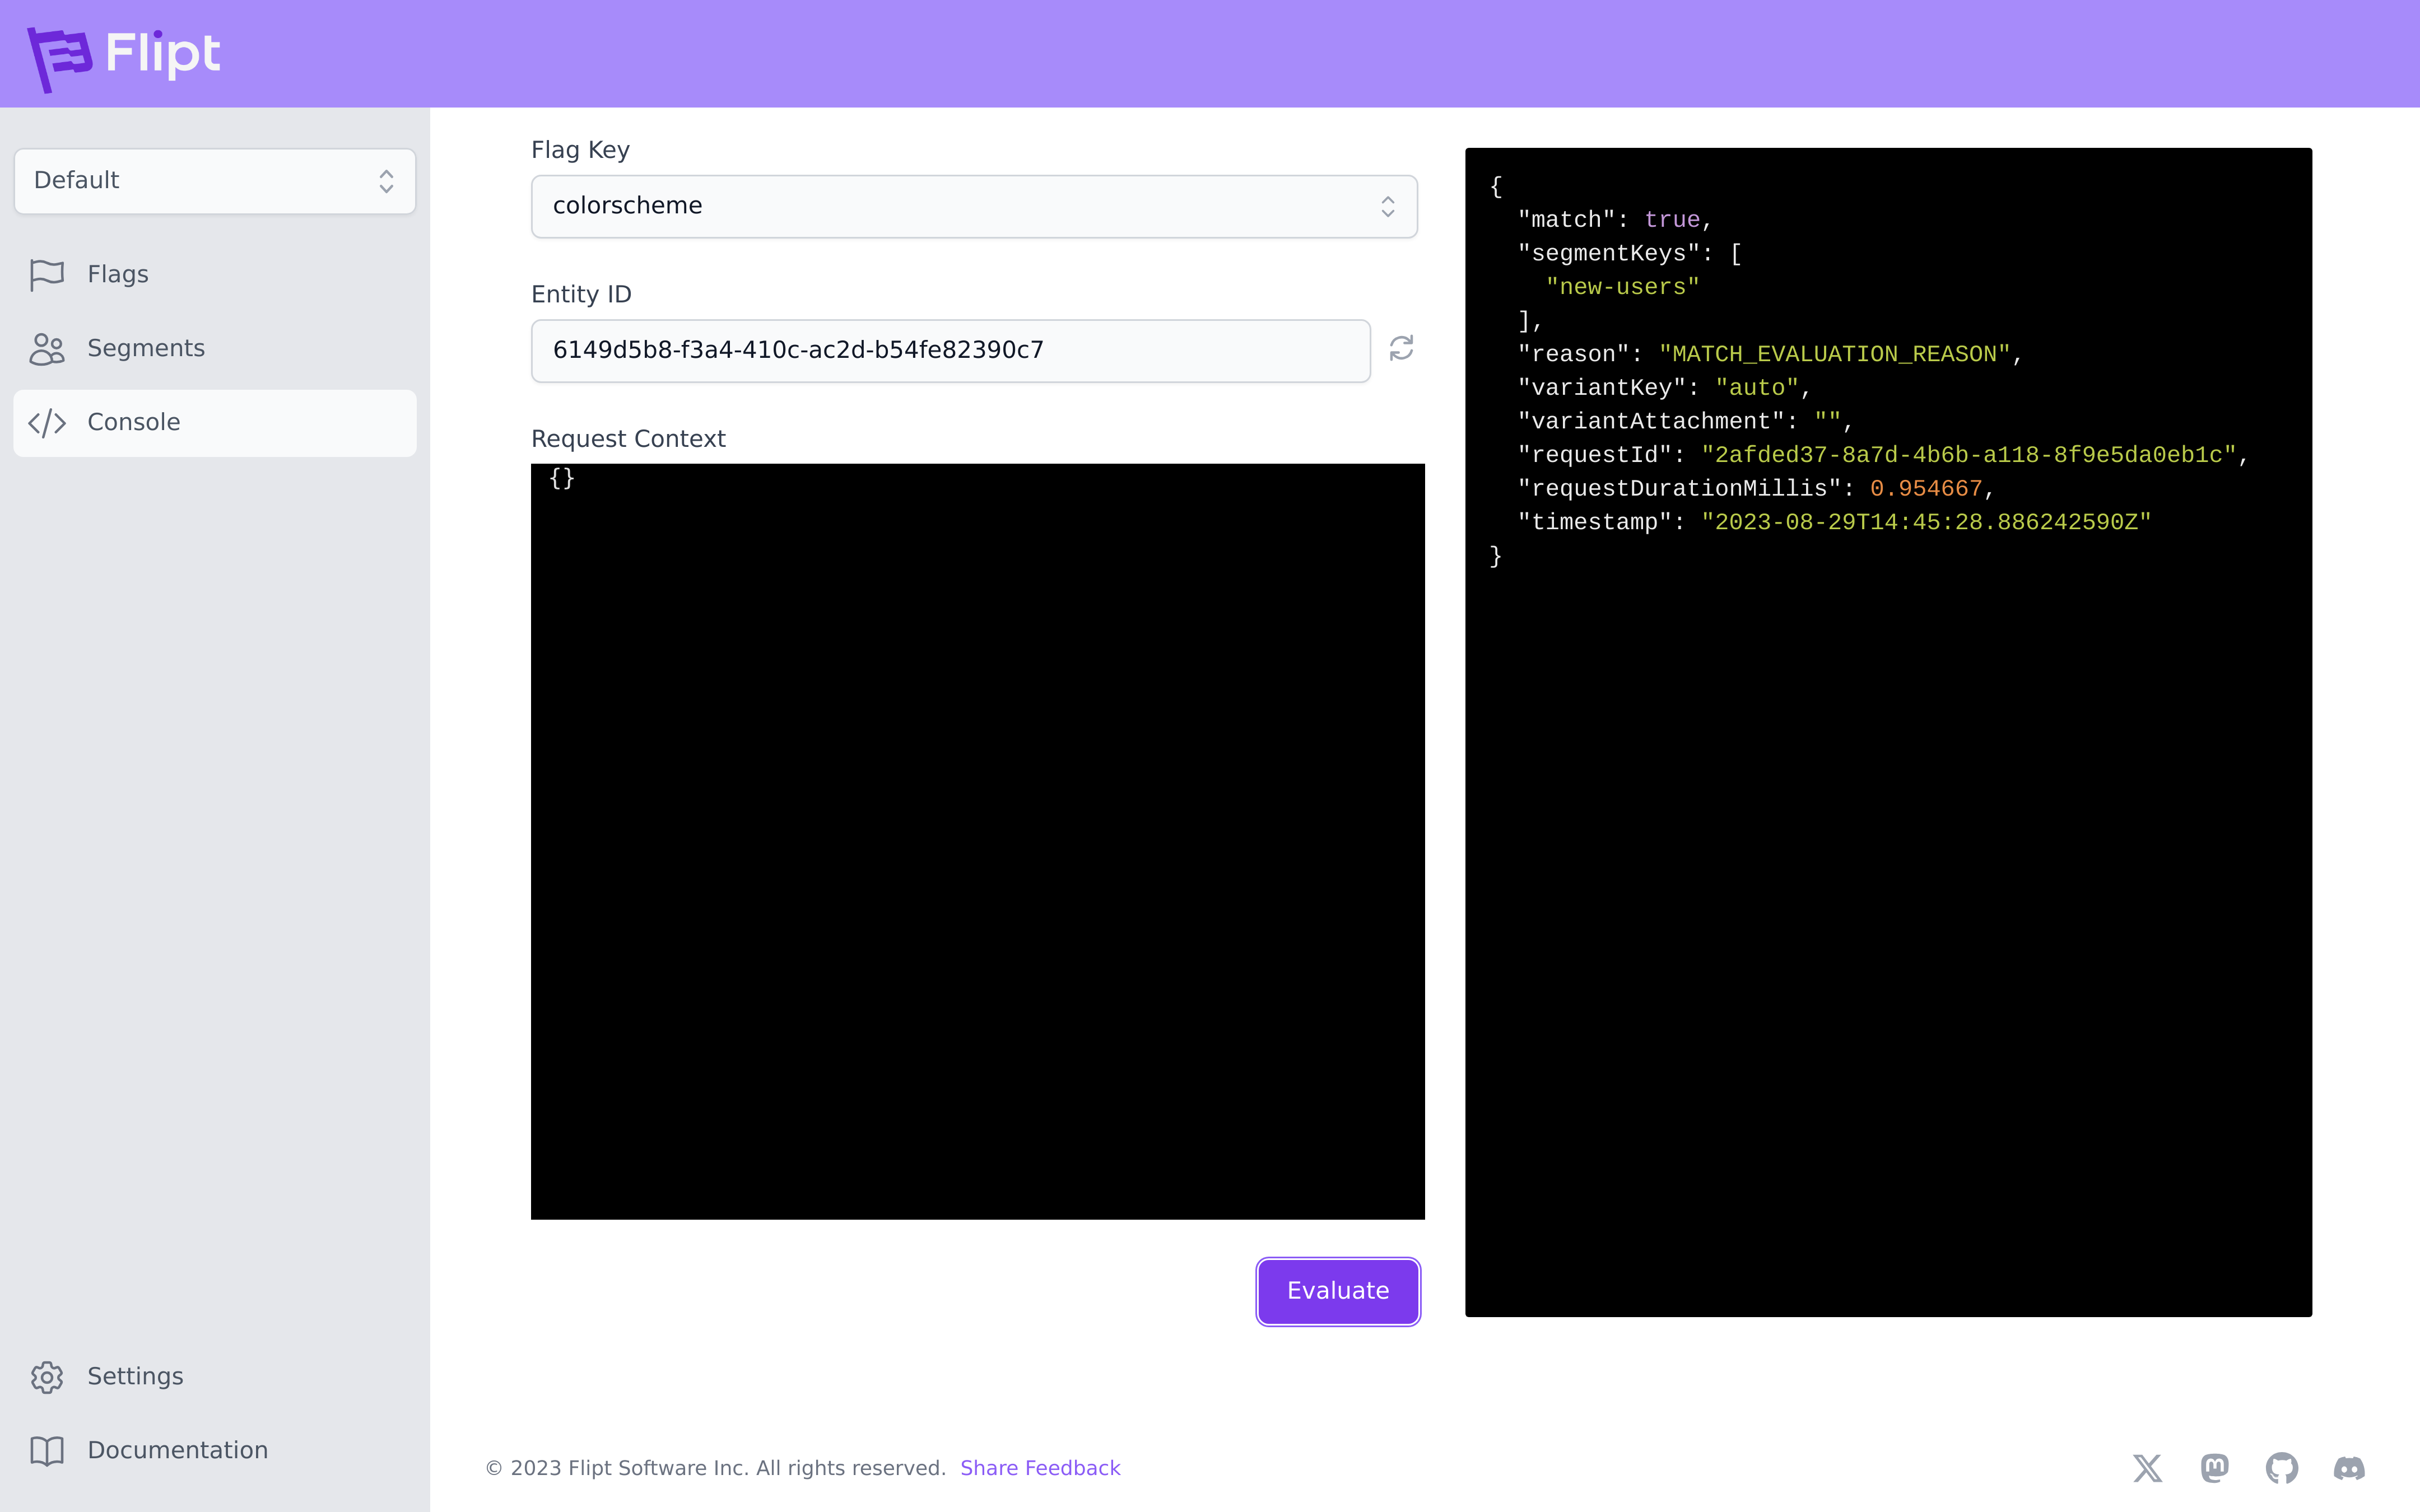 Flipt
Default
Flags
Segments
Console
Settings
Documentation
Flag Key
colorscheme
Entity ID
6149d5b8-f3a4-410c-ac2d-b54fe82390c7
Request Context
{}
Evaluate
{
  "match": true,
  "segmentKeys": [
    "new-users"
  ],
  "reason": "MATCH_EVALUATION_REASON",
  "variantKey": "auto",
  "variantAttachment": "",
  "requestId": "2afded37-8a7d-4b6b-a118-8f9e5da0eb1c",
  "requestDurationMillis": 0.954667,
  "timestamp": "2023-08-29T14:45:28.886242590Z"
}
© 2023 Flipt Software Inc. All rights reserved. Share Feedback